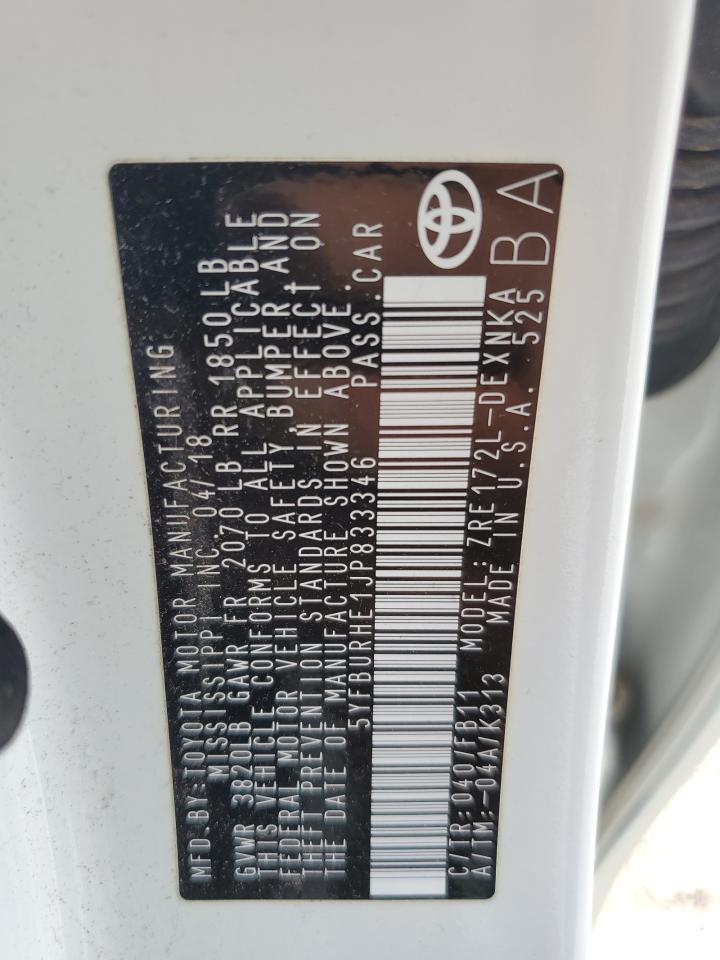 MFD.BY:TOYOTA MOTOR MANUFACTURING
MISSISSIPPI INC. 04/18
GVWR 3820LB GAWR FR 2070LB RR 1850LB
THIS VEHICLE CONFORMS TO ALL APPLICABLE
FEDERAL MOTOR VEHICLE SAFETY, BUMPER AND
THEFT PREVENTION STANDARDS IN EFFECT ON
THE DATE OF MANUFACTURE SHOWN ABOVE.
5YFBURHE1JP833346 PASS.CAR
C/TR:040/FB11 MODEL:ZRE172L-DEXNKA
A/TM:-04A/K313 MADE IN U.S.A. 525
BA